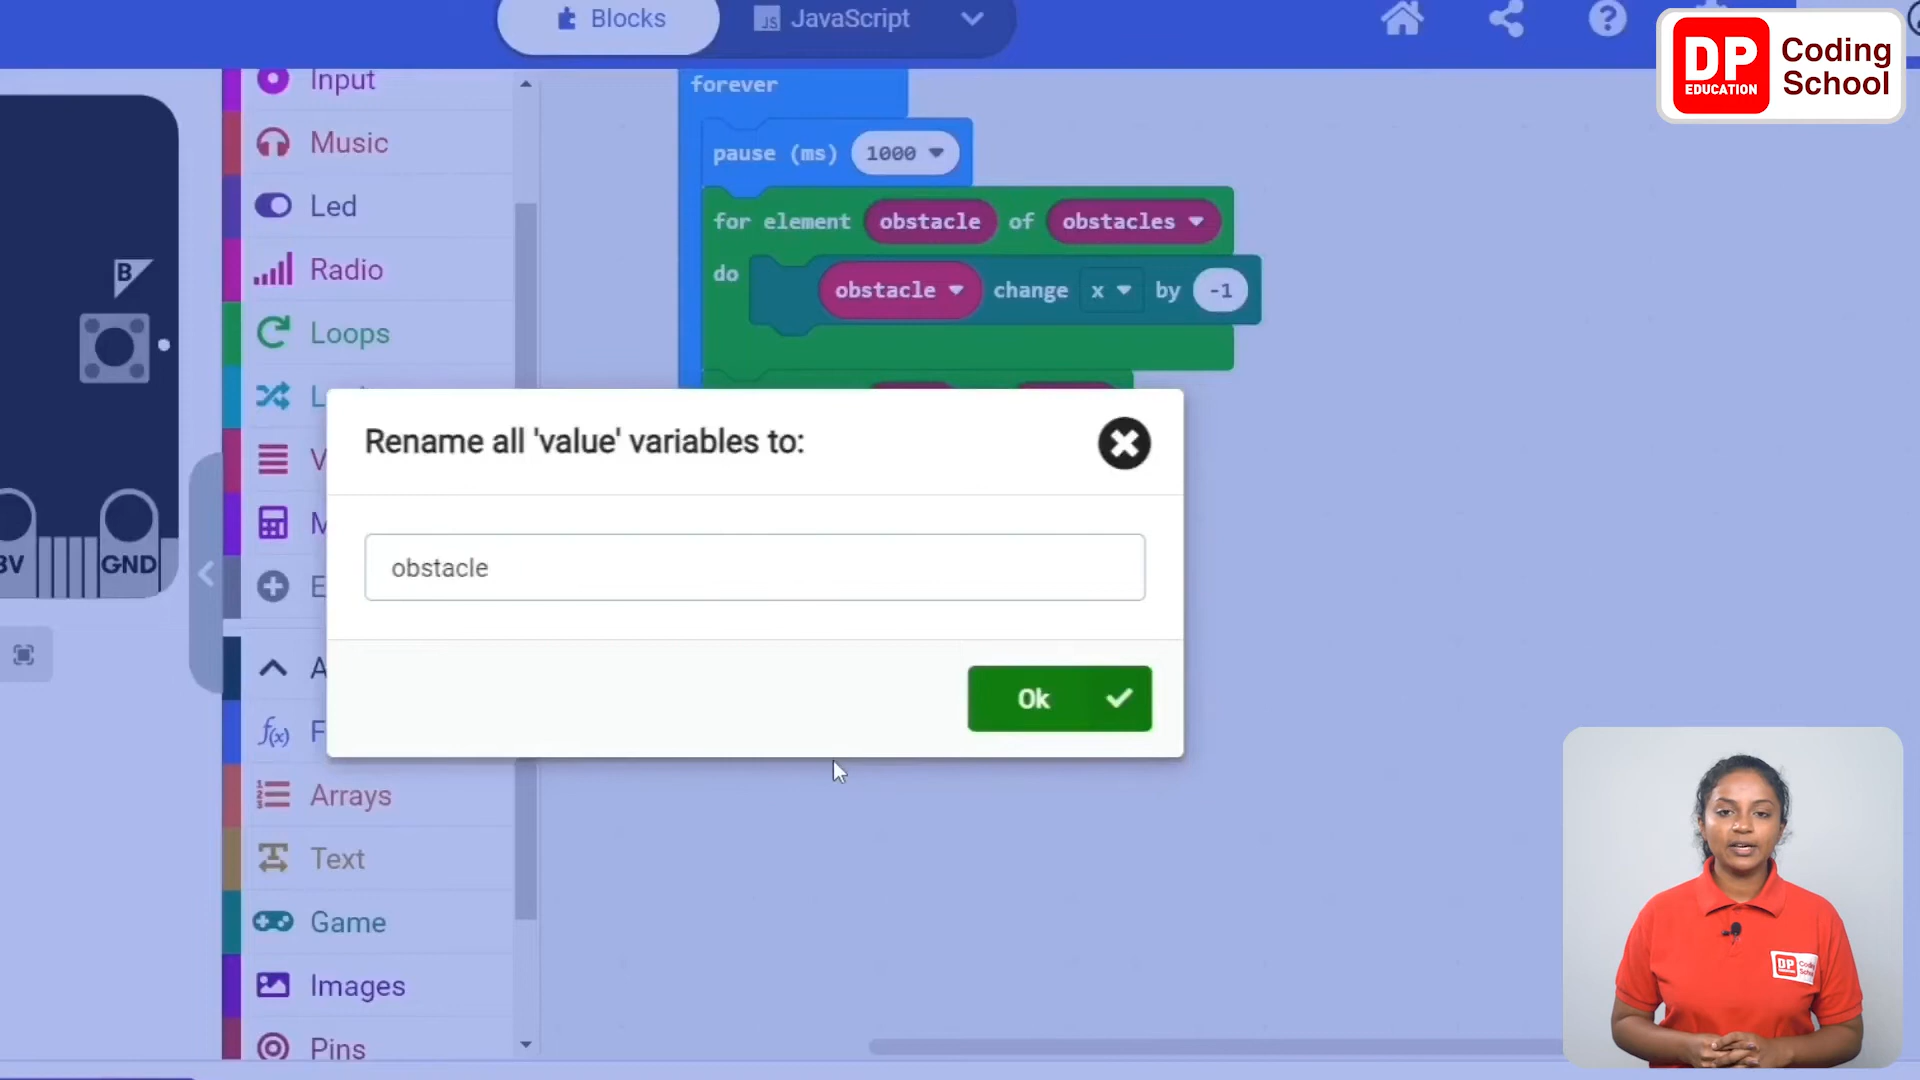 Blocks
JavaScript
DP
EDUCATION
Coding
School
Input
Music
Led
Radio
Loops
Arrays
Text
Game
Images
Pins
B
GND
forever
pause (ms) 1000
for element obstacle of obstacles
do obstacle change x by -1
Rename all 'value' variables to:
obstacle
Ok
DP